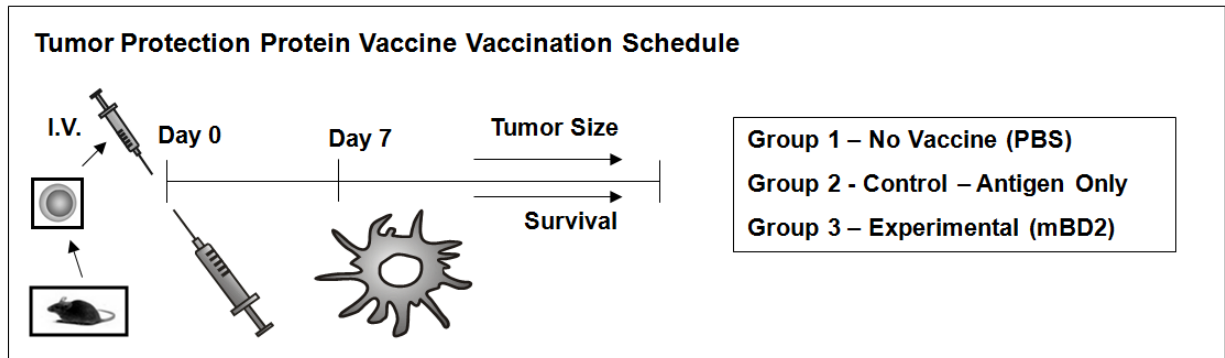 Tumor Protection Protein Vaccine Vaccination Schedule
I.V.
Day 0
Day 7
Tumor Size
Survival
Group 1 – No Vaccine (PBS)
Group 2 - Control – Antigen Only
Group 3 – Experimental (mBD2)